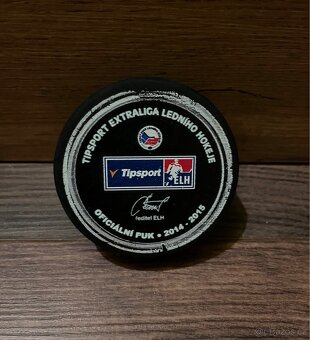 TIPSPORT EXTRALIGA LEDNÍHO HOKEJE
Tipsport
ELH
ředitel ELH
OFICIÁLNÍ PUK • 2014 - 2015